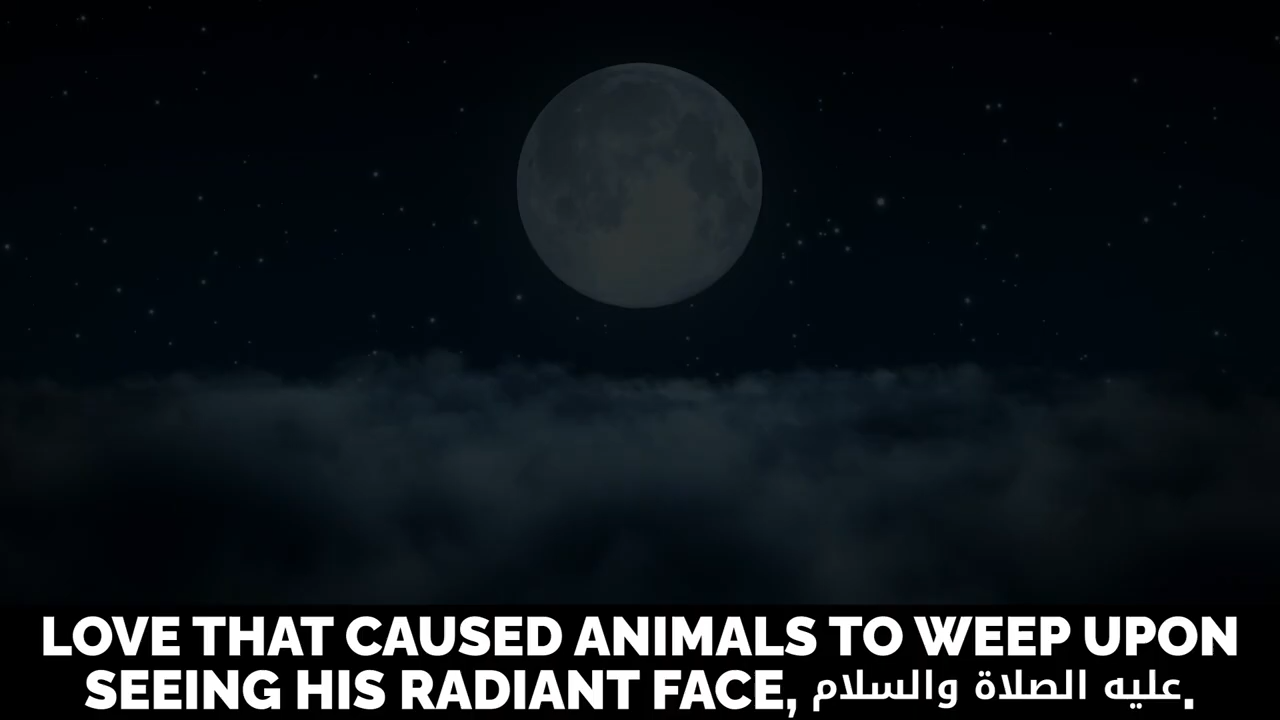 LOVE THAT CAUSED ANIMALS TO WEEP UPON
SEEING HIS RADIANT FACE, عليه الصلاة والسلام.